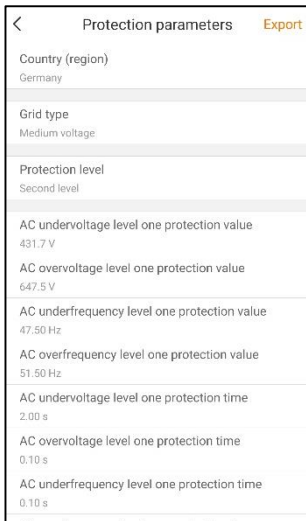 Protection parameters Export
Country (region)
Germany
Grid type
Medium voltage
Protection level
Second level
AC undervoltage level one protection value
431.7 V
AC overvoltage level one protection value
647.5 V
AC underfrequency level one protection value
47.50 Hz
AC overfrequency level one protection value
51.50 Hz
AC undervoltage level one protection time
2.00 s
AC overvoltage level one protection time
0.10 s
AC underfrequency level one protection time
0.10 s